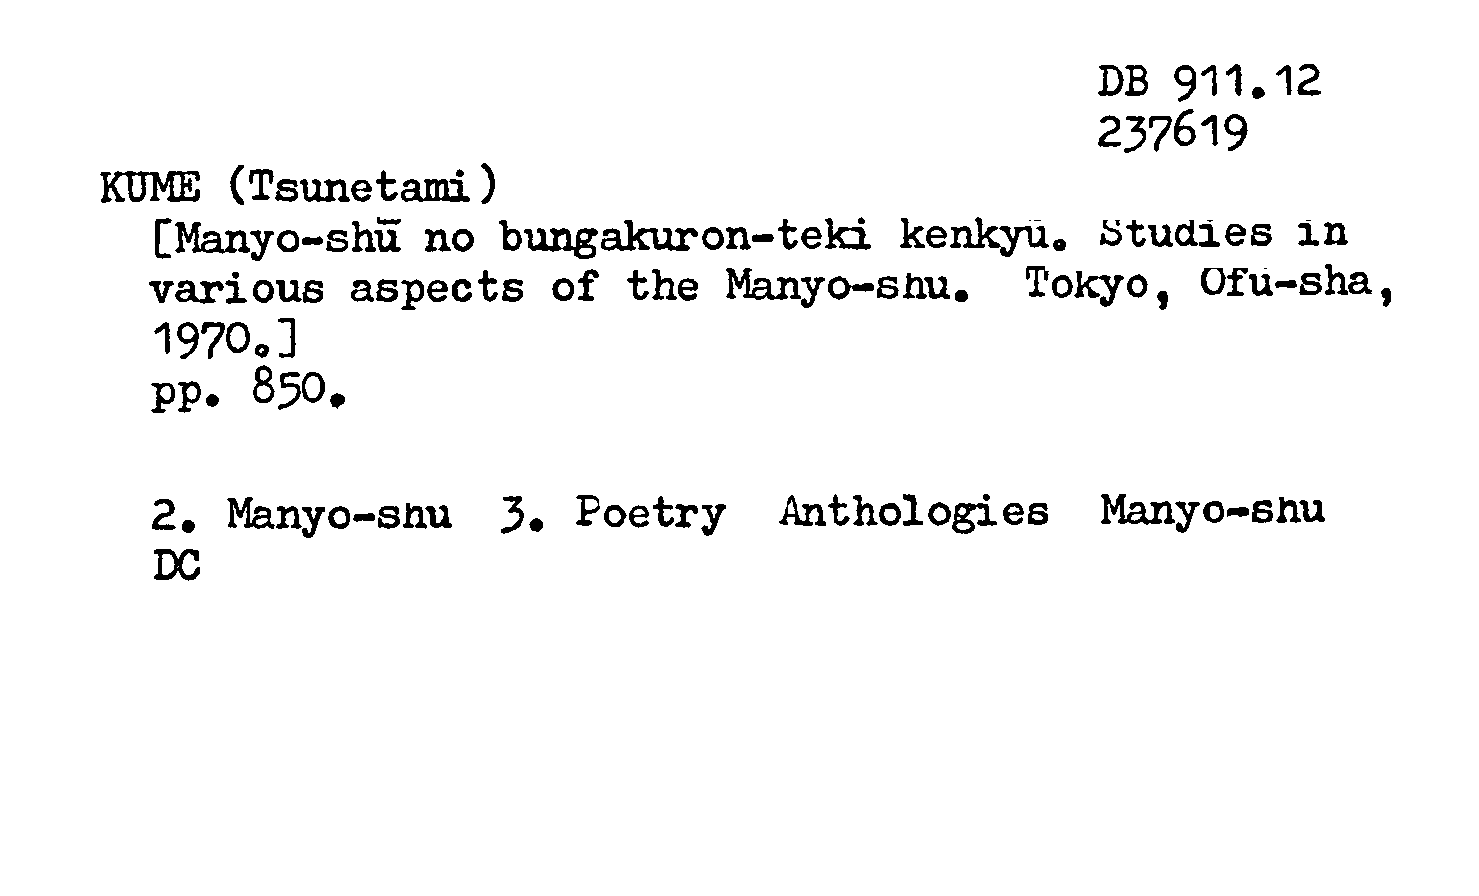 DB 911.12
237619
KUME (Tsunetami)
[Manyo-shū no bungakuron-teki kenkyū. Studies in
various aspects of the Manyo-shu. Tokyo, Ofu-sha,
1970.]
pp. 850.
2. Manyo-shu 3. Poetry Anthologies Manyo-shu
DC